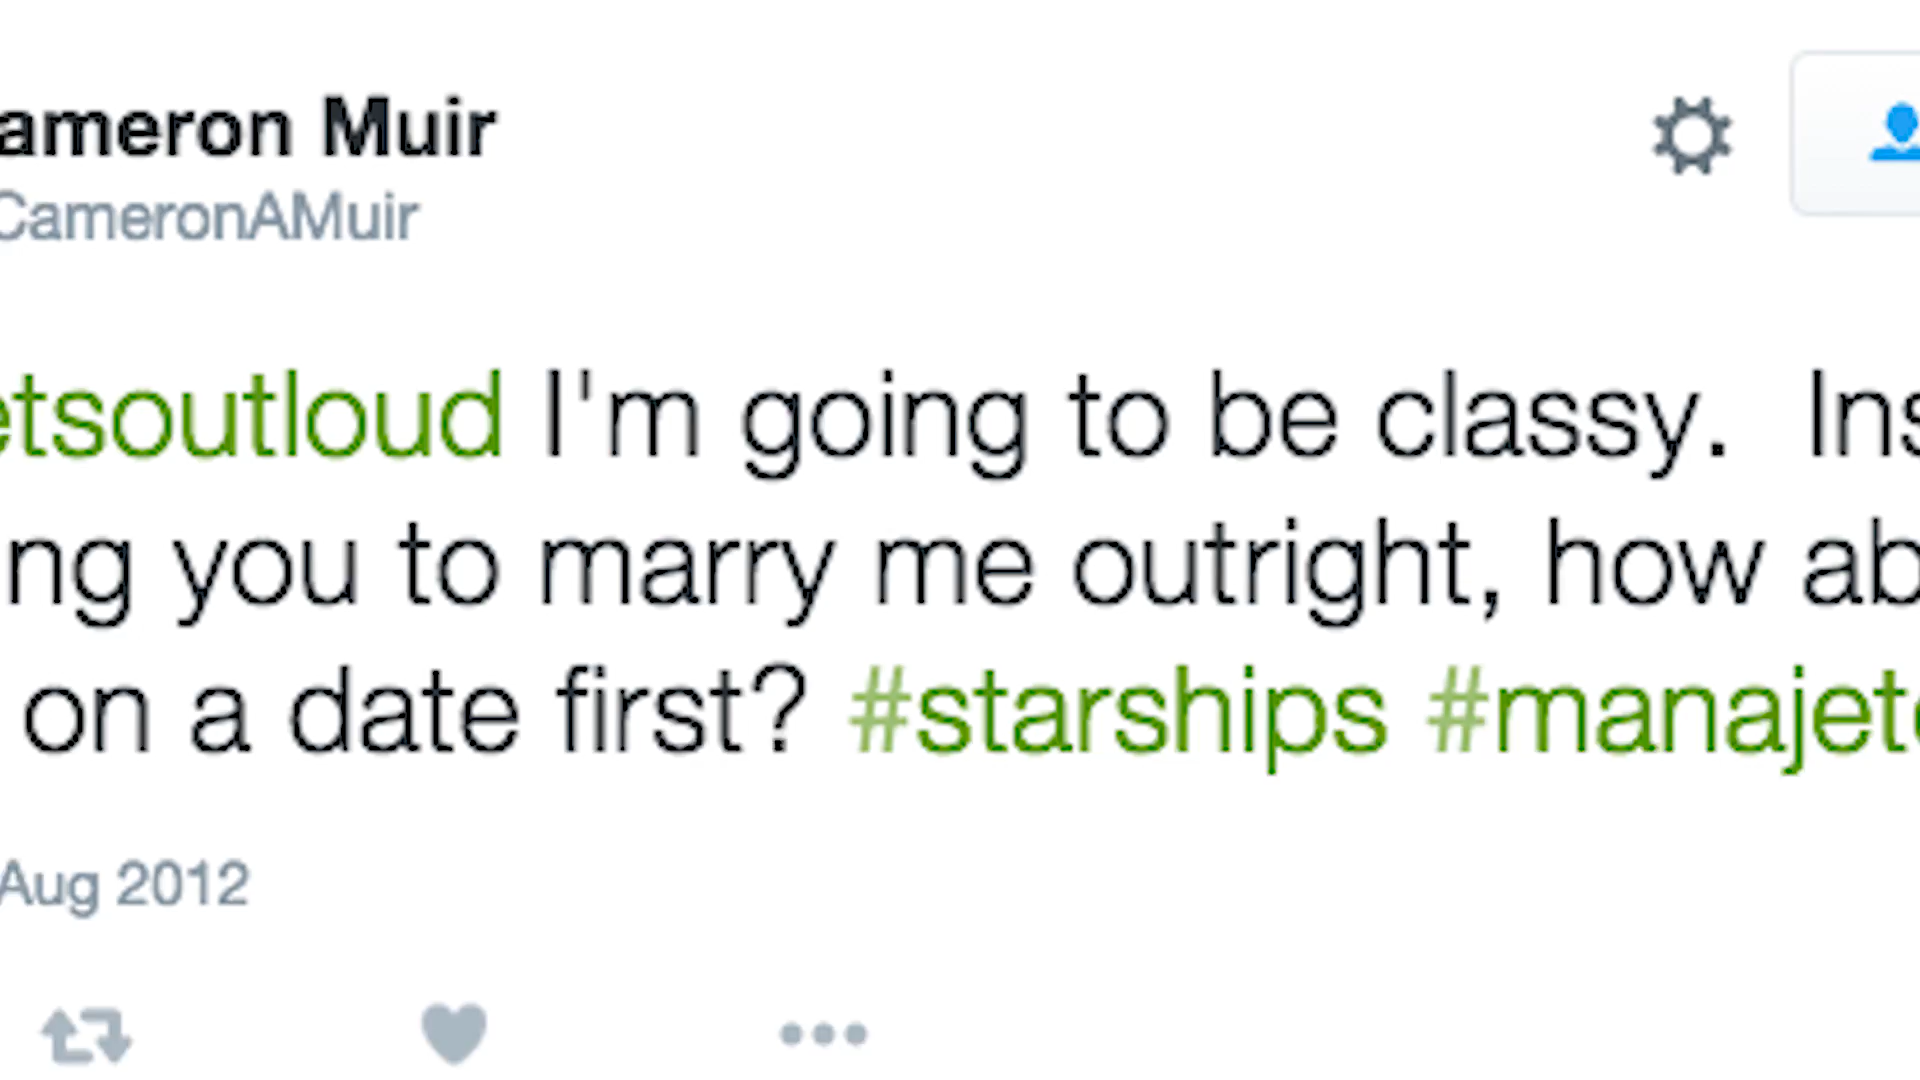 ameron Muir
CameronAMuir
etsoutloud I'm going to be classy.  Ins
ng you to marry me outright, how ab
on a date first? #starships #manajet
Aug 2012